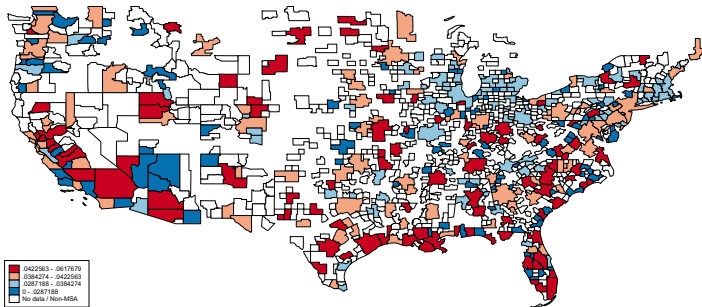 .0422563 - .0617679
.0384274 - .0422563
.0287188 - .0384274
0 - .0287188
No data / Non-MSA